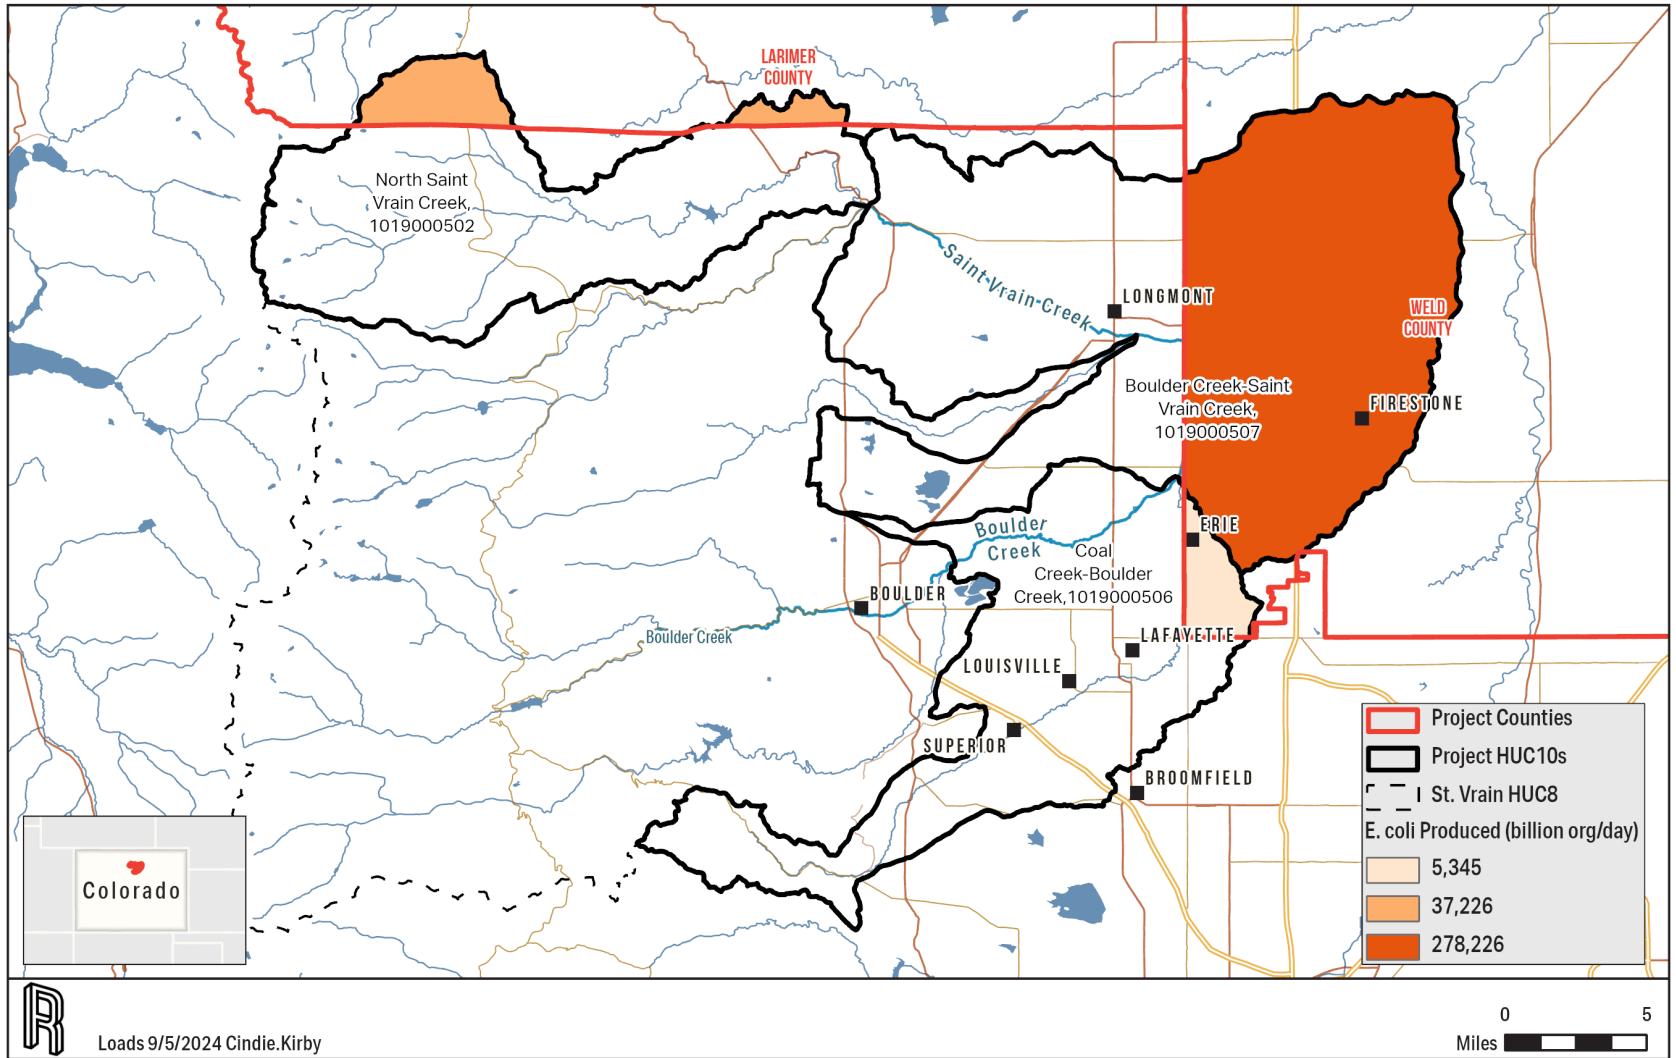 LARIMER
COUNTY
North Saint
Vrain Creek,
1019000502
Saint Vrain Creek
LONGMONT
WELD
COUNTY
Boulder Creek-Saint
Vrain Creek,
1019000507
FIRESTONE
ERIE
Boulder
Creek
Coal
Creek-Boulder
Creek,1019000506
BOULDER
Boulder Creek
LAFAYETTE
LOUISVILLE
SUPERIOR
BROOMFIELD
Project Counties
Project HUC10s
St. Vrain HUC8
E. coli Produced (billion org/day)
5,345
37,226
278,226
Colorado
R
Loads 9/5/2024 Cindie.Kirby
0 5
Miles